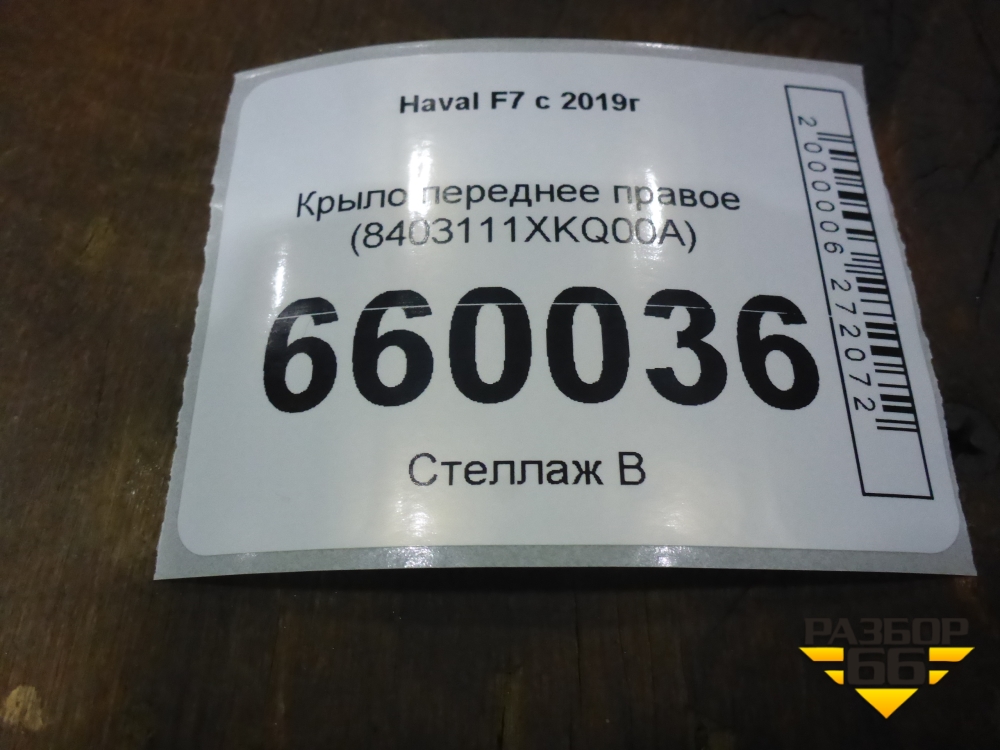 Haval F7 с 2019г
Крыло переднее правое
(8403111XKQ00A)
660036
Стеллаж В
2000006272072
РАЗБОР
66